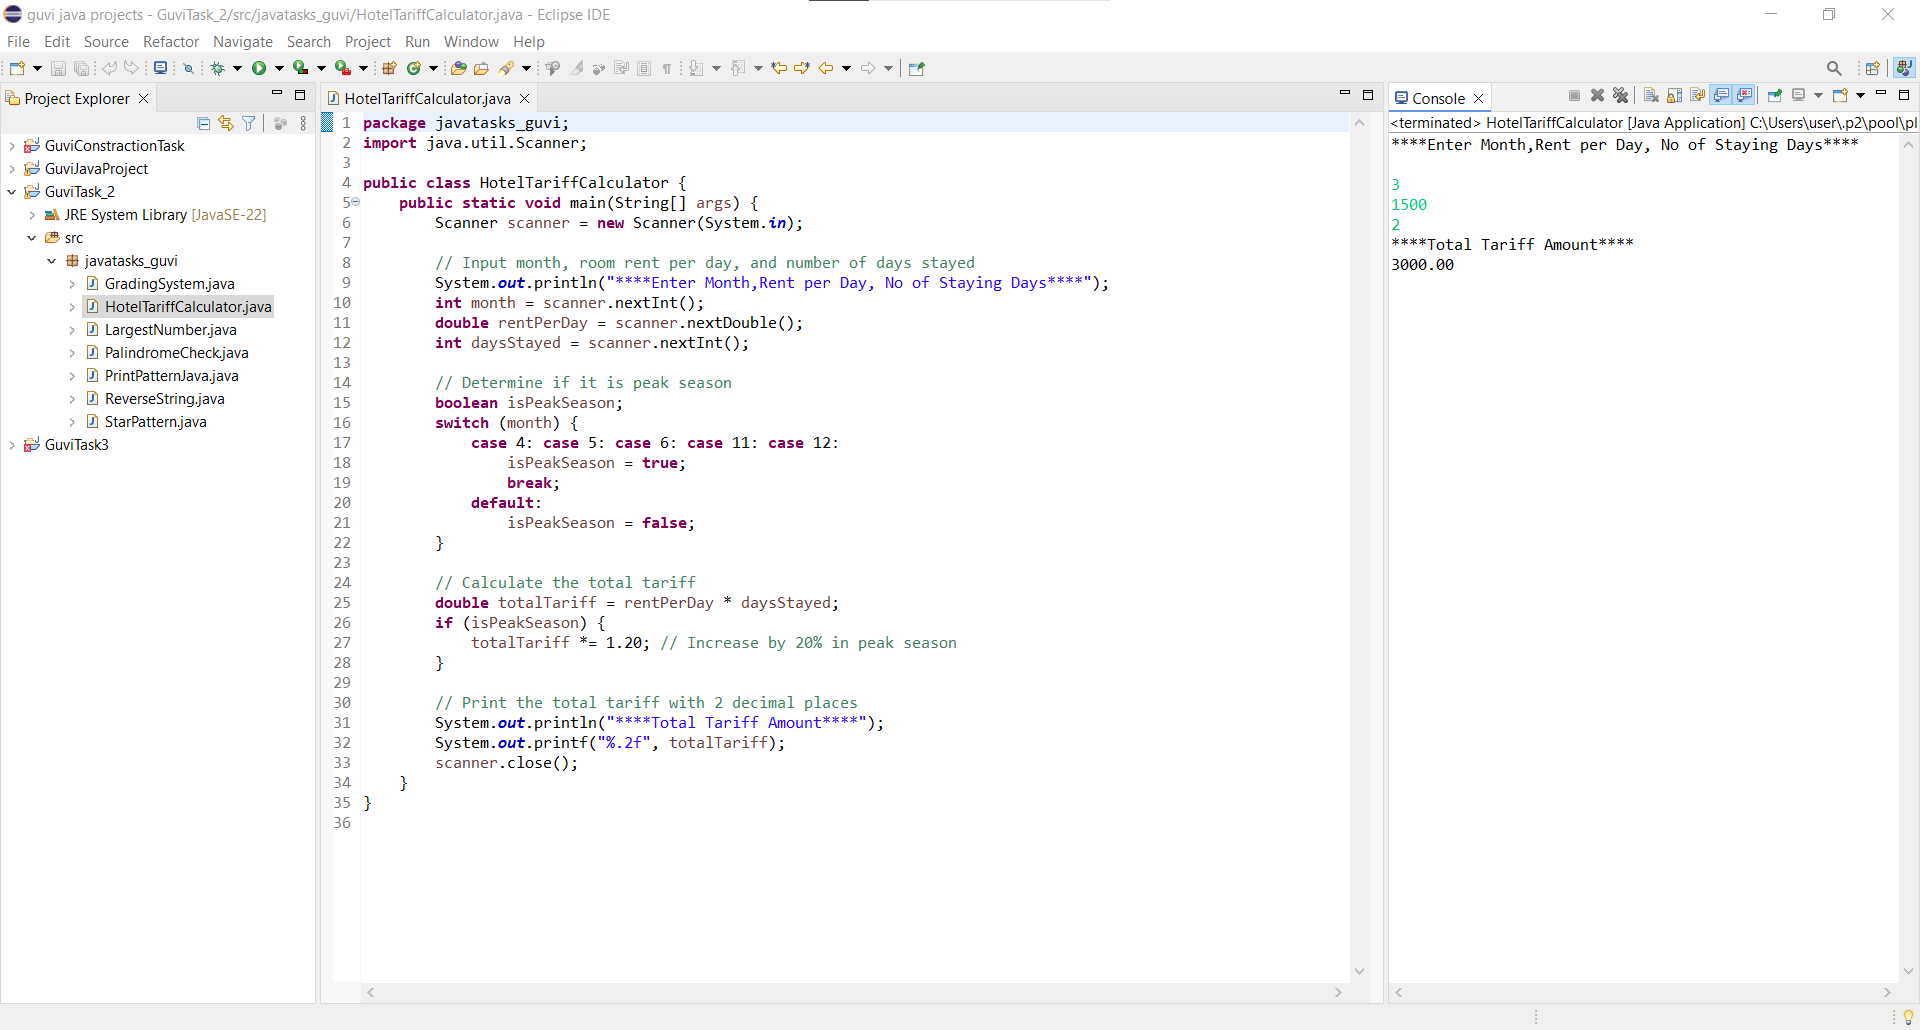 guvi java projects - GuviTask_2/src/javatasks_guvi/HotelTariffCalculator.java - Eclipse IDE
File Edit Source Refactor Navigate Search Project Run Window Help
Project Explorer
GuviConstractionTask
GuviJavaProject
GuviTask_2
JRE System Library [JavaSE-22]
src
javatasks_guvi
GradingSystem.java
HotelTariffCalculator.java
LargestNumber.java
PalindromeCheck.java
PrintPatternJava.java
ReverseString.java
StarPattern.java
GuviTask3
HotelTariffCalculator.java
1 package javatasks_guvi;
2 import java.util.Scanner;
3
4 public class HotelTariffCalculator {
5     public static void main(String[] args) {
6         Scanner scanner = new Scanner(System.in);
7
8         // Input month, room rent per day, and number of days stayed
9         System.out.println("****Enter Month,Rent per Day, No of Staying Days****");
10         int month = scanner.nextInt();
11         double rentPerDay = scanner.nextDouble();
12         int daysStayed = scanner.nextInt();
13
14         // Determine if it is peak season
15         boolean isPeakSeason;
16         switch (month) {
17             case 4: case 5: case 6: case 11: case 12:
18                 isPeakSeason = true;
19                 break;
20             default:
21                 isPeakSeason = false;
22         }
23
24         // Calculate the total tariff
25         double totalTariff = rentPerDay * daysStayed;
26         if (isPeakSeason) {
27             totalTariff *= 1.20; // Increase by 20% in peak season
28         }
29
30         // Print the total tariff with 2 decimal places
31         System.out.println("****Total Tariff Amount****");
32         System.out.printf("%.2f", totalTariff);
33         scanner.close();
34     }
35 }
36
Console
<terminated> HotelTariffCalculator [Java Application] C:\Users\user\.p2\pool\pl
****Enter Month,Rent per Day, No of Staying Days****
3
1500
2
****Total Tariff Amount****
3000.00